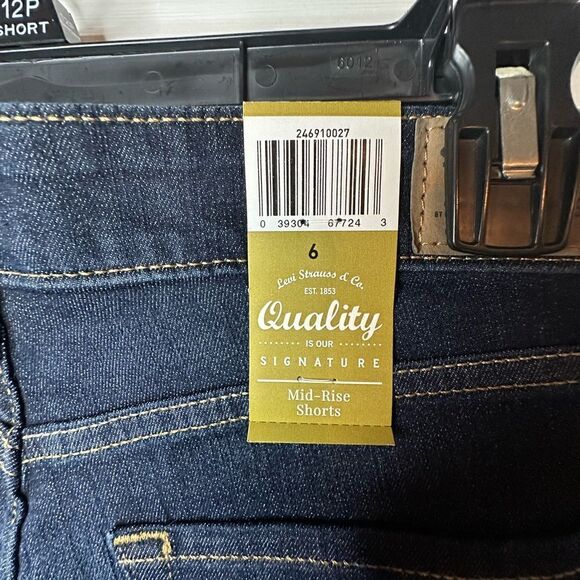 12P
SHORT
6012
246910027
0 39304 67724 3
6
Levi Strauss & Co.
EST. 1853
Quality
IS OUR
SIGNATURE
Mid-Rise
Shorts